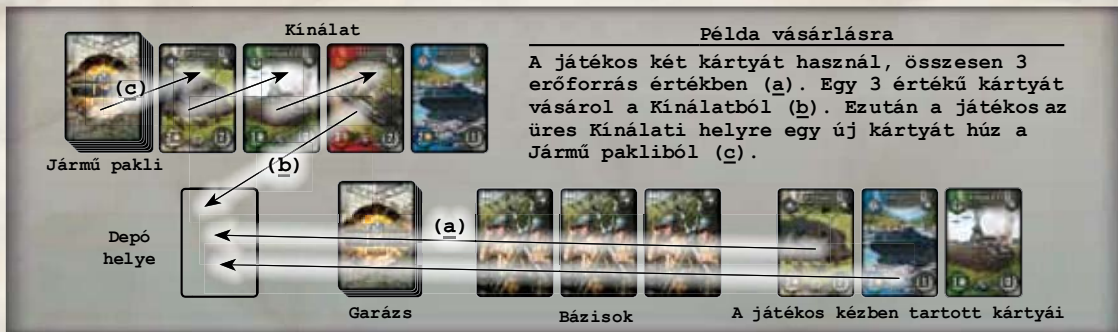 Kínálat
(c)
Jármű pakli
(b)
Példa vásárlásra
A játékos két kártyát használ, összesen 3
erőforrás értékben (a). Egy 3 értékű kártyát
vásárol a Kínálatból (b). Ezután a játékos az
üres Kínálati helyre egy új kártyát húz a
Jármű pakliból (c).
Depó
helye
(a)
Garázs
Bázisok
A játékos kézben tartott kártyái